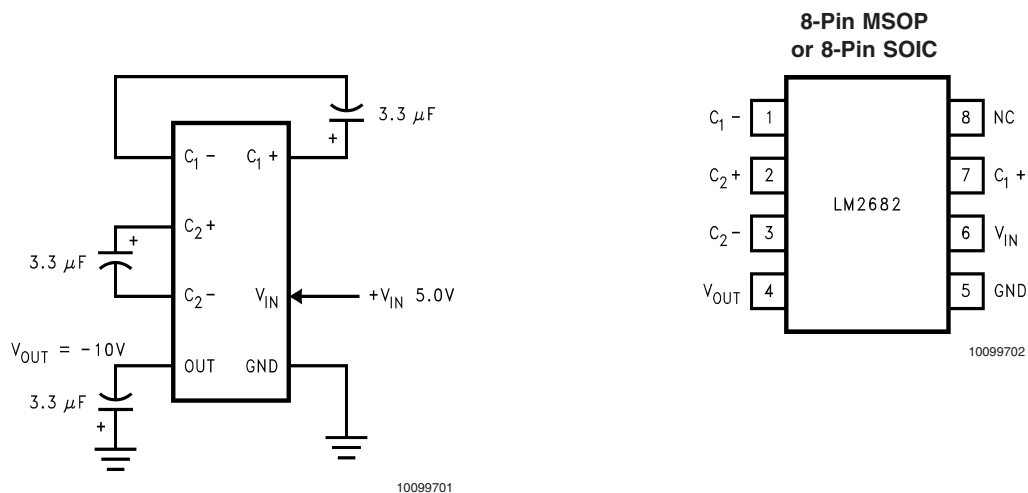 C1 − C1 +
3.3 μF
+
C2 +
+
3.3 μF
C2 −
VIN
+VIN 5.0V
VOUT = −10V
OUT GND
3.3 μF
+
10099701
8-Pin MSOP
or 8-Pin SOIC
C1 − 1 8 NC
C2 + 2 7 C1 +
LM2682
C2 − 3 6 VIN
VOUT 4 5 GND
10099702